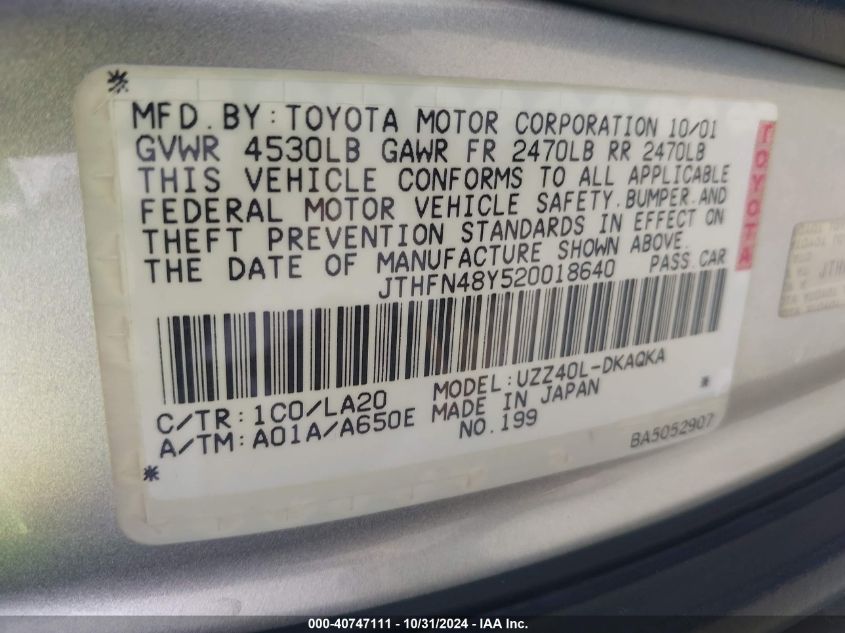 MFD. BY: TOYOTA MOTOR CORPORATION 10/01
GVWR 4530LB GAWR FR 2470LB RR 2470LB
THIS VEHICLE CONFORMS TO ALL APPLICABLE
FEDERAL MOTOR VEHICLE SAFETY. BUMPER. AND
THEFT PREVENTION STANDARDS IN EFFECT ON
THE DATE OF MANUFACTURE SHOWN ABOVE.
JTHFN48Y520018640 PASS. CAR
TOYOTA
C/TR: 1C0/LA20 MODEL: UZZ40L-DKAQKA
A/TM: A01A/A650E MADE IN JAPAN
NO. 199 BA5052907
000-40747111 - 10/31/2024 - IAA Inc.